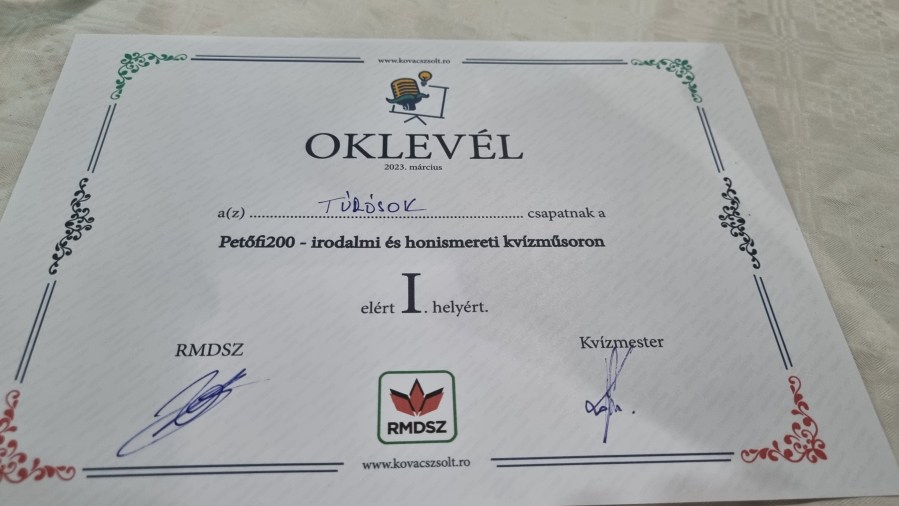 www.kovacszsolt.ro
OKLEVÉL
2023. március
a(z) TÚRÓSOK csapatnak a
Petőfi200 - irodalmi és honismereti kvízműsoron
elért I. helyért.
RMDSZ
Kvízmester
RMDSZ
www.kovacszsolt.ro